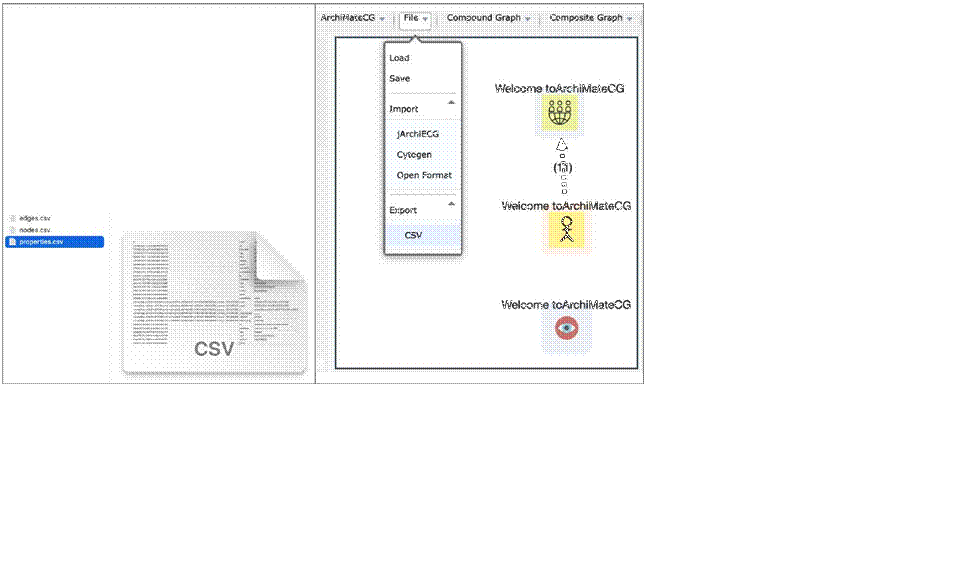 edges.csv
nodes.csv
properties.csv
CSV
ArchiMateCG
File
Compound Graph
Composite Graph
Load
Save
Import
jArchiECG
Cytogen
Open Format
Export
CSV
Welcome toArchiMateCG
Welcome toArchiMateCG
Welcome toArchiMateCG